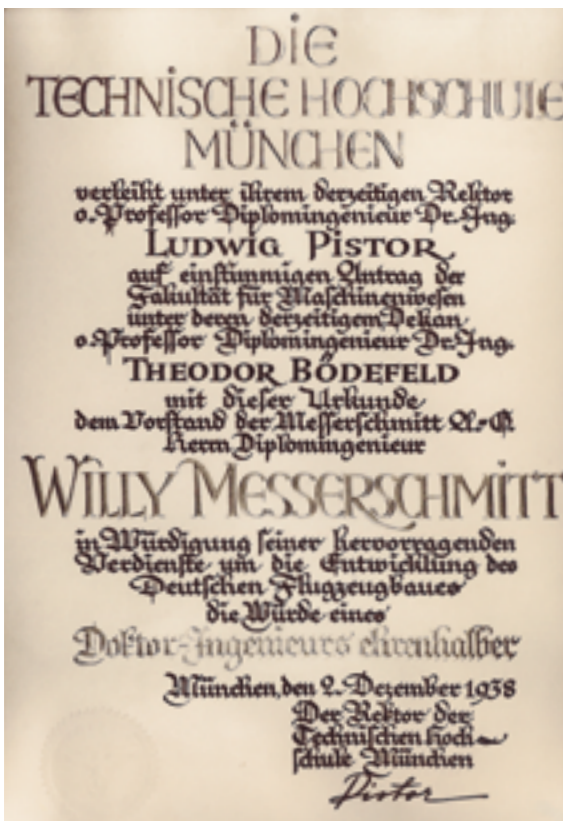 DiE
TECHNiSCHE HOCHSCHULE
MÜNCHEN
verleiht unter ihrem derzeitigen Rektor
o. Professor Diplomingenieur Dr.-Ing.
LUDWIG PISTOR
auf einstimmigen Antrag der
Fakultät für Maschinenwesen
unter deren derzeitigem Dekan
o. Professor Diplomingenieur Dr.-Ing.
THEODOR BÖDEFELD
mit dieser Urkunde
dem Vorstand der Messerschmitt A.-G.
Herrn Diplomingenieur
WiLLY MESSERSCHMiTT
in Würdigung seiner hervorragenden
Verdienste um die Entwicklung des
Deutschen Flugzeugbaues
die Würde eines
Doktor-Ingenieurs ehrenhalber
München, den 2. Dezember 1938
Der Rektor der
Technischen Hoch-
schule München
Pistor